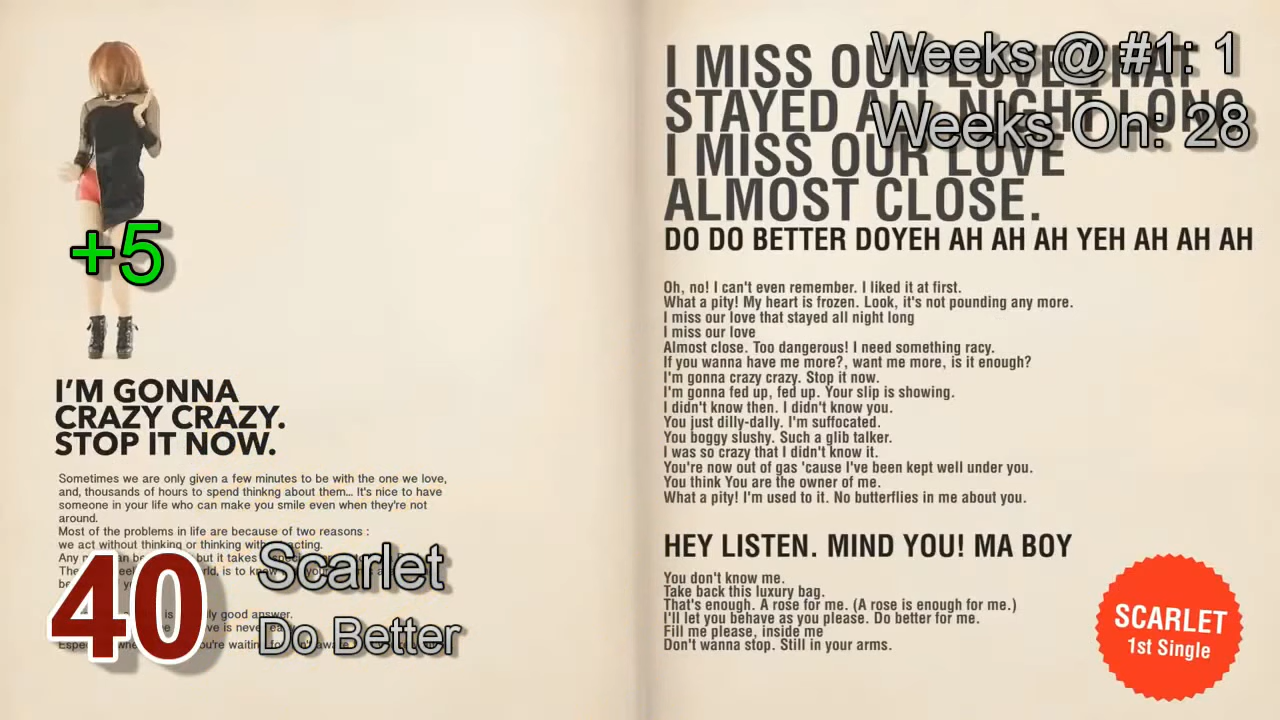 +5
I'M GONNA
CRAZY CRAZY.
STOP IT NOW.
Sometimes we are only given a few minutes to be with the one we love,
and, thousands of hours to spend thinkng about them... It's nice to have
someone in your life who can make you smile even when they're not
around.
Most of the problems in life are because of two reasons :
we act without thinking or thinking without acting.
40
Scarlet
Do Better
Weeks @ #1: 1
Weeks On: 28
I MISS OUR LOVE THAT
STAYED ALL NIGHT LONG
I MISS OUR LOVE
ALMOST CLOSE.
DO DO BETTER DOYEH AH AH AH YEH AH AH AH
Oh, no! I can't even remember. I liked it at first.
What a pity! My heart is frozen. Look, it's not pounding any more.
I miss our love that stayed all night long
I miss our love
Almost close. Too dangerous! I need something racy.
If you wanna have me more?, want me more, is it enough?
I'm gonna crazy crazy. Stop it now.
I'm gonna fed up, fed up. Your slip is showing.
I didn't know then. I didn't know you.
You just dilly-dally. I'm suffocated.
You boggy slushy. Such a glib talker.
I was so crazy that I didn't know it.
You're now out of gas 'cause I've been kept well under you.
You think You are the owner of me.
What a pity! I'm used to it. No butterflies in me about you.
HEY LISTEN. MIND YOU! MA BOY
You don't know me.
Take back this luxury bag.
That's enough. A rose for me. (A rose is enough for me.)
I'll let you behave as you please. Do better for me.
Fill me please, inside me
Don't wanna stop. Still in your arms.
SCARLET
1st Single